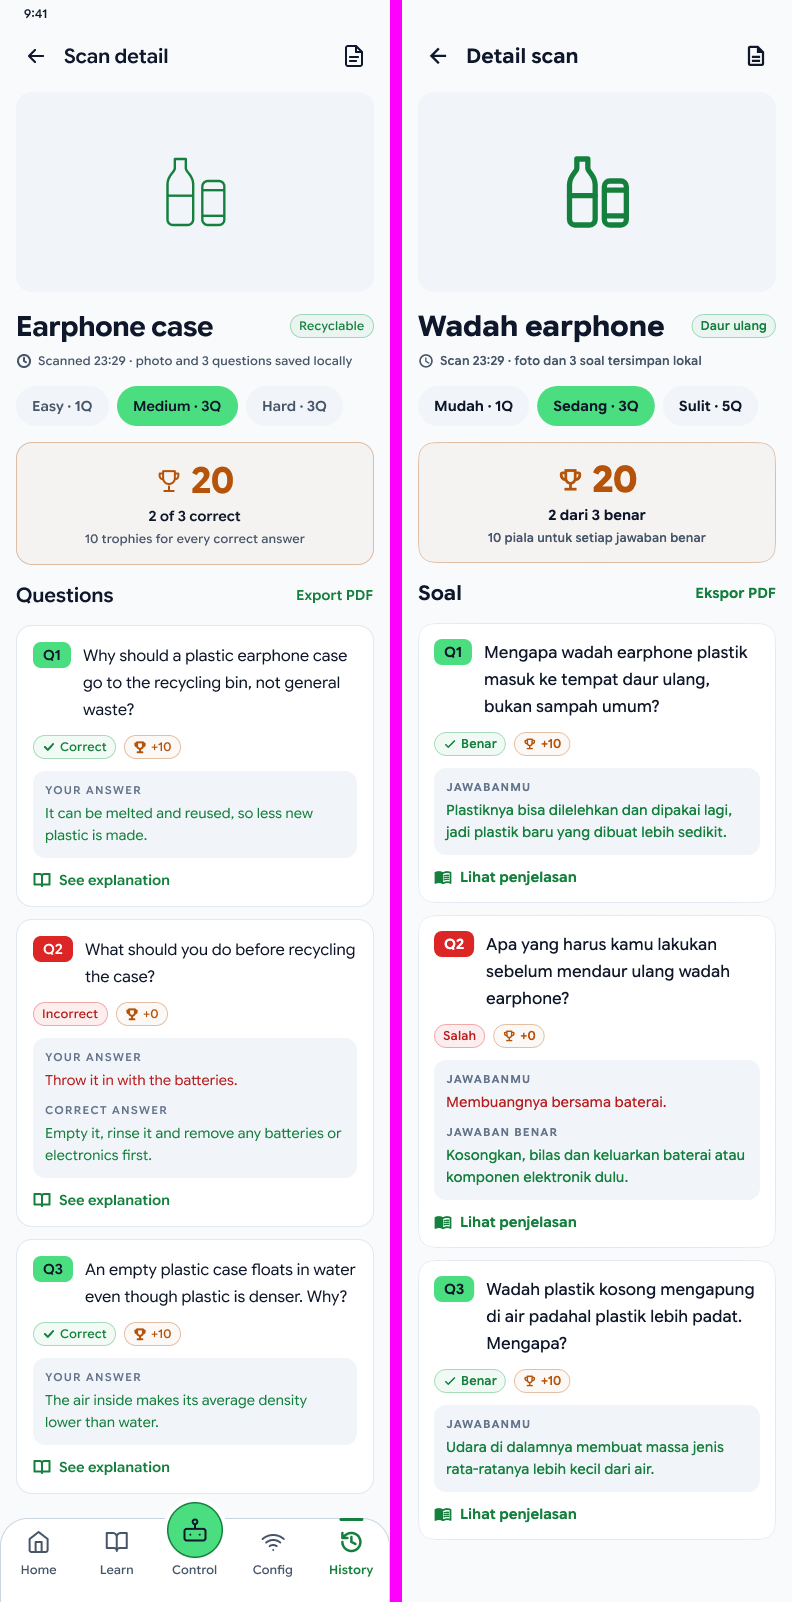 9:41
Scan detail
Earphone case
Recyclable
Scanned 23:29 · photo and 3 questions saved locally
Easy · 1Q
Medium · 3Q
Hard · 3Q
20
2 of 3 correct
10 trophies for every correct answer
Questions
Export PDF
Q1
Why should a plastic earphone case
go to the recycling bin, not general
waste?
Correct
+10
YOUR ANSWER
It can be melted and reused, so less new
plastic is made.
See explanation
Q2
What should you do before recycling
the case?
Incorrect
+0
YOUR ANSWER
Throw it in with the batteries.
CORRECT ANSWER
Empty it, rinse it and remove any batteries or
electronics first.
See explanation
Q3
An empty plastic case floats in water
even though plastic is denser. Why?
Correct
+10
YOUR ANSWER
The air inside makes its average density
lower than water.
See explanation
Home
Learn
Control
Config
History
Detail scan
Wadah earphone
Daur ulang
Scan 23:29 · foto dan 3 soal tersimpan lokal
Mudah · 1Q
Sedang · 3Q
Sulit · 5Q
20
2 dari 3 benar
10 piala untuk setiap jawaban benar
Soal
Ekspor PDF
Q1
Mengapa wadah earphone plastik
masuk ke tempat daur ulang,
bukan sampah umum?
Benar
+10
JAWABANMU
Plastiknya bisa dilelehkan dan dipakai lagi,
jadi plastik baru yang dibuat lebih sedikit.
Lihat penjelasan
Q2
Apa yang harus kamu lakukan
sebelum mendaur ulang wadah
earphone?
Salah
+0
JAWABANMU
Membuangnya bersama baterai.
JAWABAN BENAR
Kosongkan, bilas dan keluarkan baterai atau
komponen elektronik dulu.
Lihat penjelasan
Q3
Wadah plastik kosong mengapung
di air padahal plastik lebih padat.
Mengapa?
Benar
+10
JAWABANMU
Udara di dalamnya membuat massa jenis
rata-ratanya lebih kecil dari air.
Lihat penjelasan